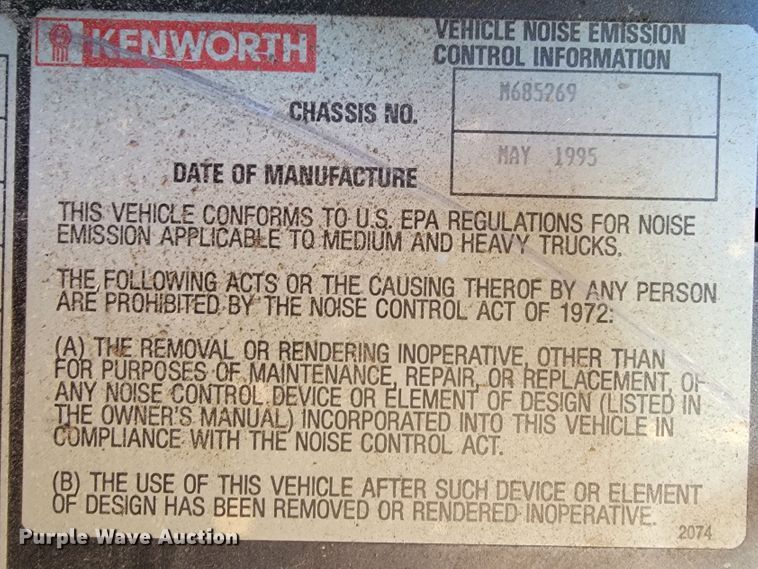 KENWORTH
VEHICLE NOISE EMISSION
CONTROL INFORMATION
CHASSIS NO.
M685269
DATE OF MANUFACTURE
MAY 1995
THIS VEHICLE CONFORMS TO U.S. EPA REGULATIONS FOR NOISE
EMISSION APPLICABLE TO MEDIUM AND HEAVY TRUCKS.
THE FOLLOWING ACTS OR THE CAUSING THEROF BY ANY PERSON
ARE PROHIBITED BY THE NOISE CONTROL ACT OF 1972:
(A) THE REMOVAL OR RENDERING INOPERATIVE, OTHER THAN
FOR PURPOSES OF MAINTENANCE, REPAIR, OR REPLACEMENT, OF
ANY NOISE CONTROL DEVICE OR ELEMENT OF DESIGN (LISTED IN
THE OWNER'S MANUAL) INCORPORATED INTO THIS VEHICLE IN
COMPLIANCE WITH THE NOISE CONTROL ACT.
(B) THE USE OF THIS VEHICLE AFTER SUCH DEVICE OR ELEMENT
OF DESIGN HAS BEEN REMOVED OR RENDERED INOPERATIVE.
2074
Purple Wave Auction